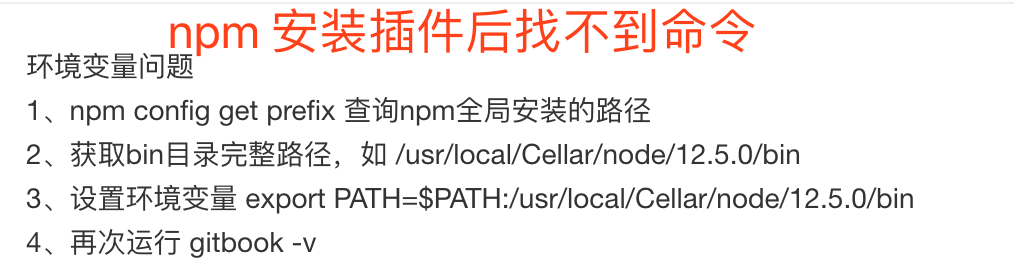 npm 安装插件后找不到命令
环境变量问题
1、npm config get prefix 查询npm全局安装的路径
2、获取bin目录完整路径，如 /usr/local/Cellar/node/12.5.0/bin
3、设置环境变量 export PATH=$PATH:/usr/local/Cellar/node/12.5.0/bin
4、再次运行 gitbook -v